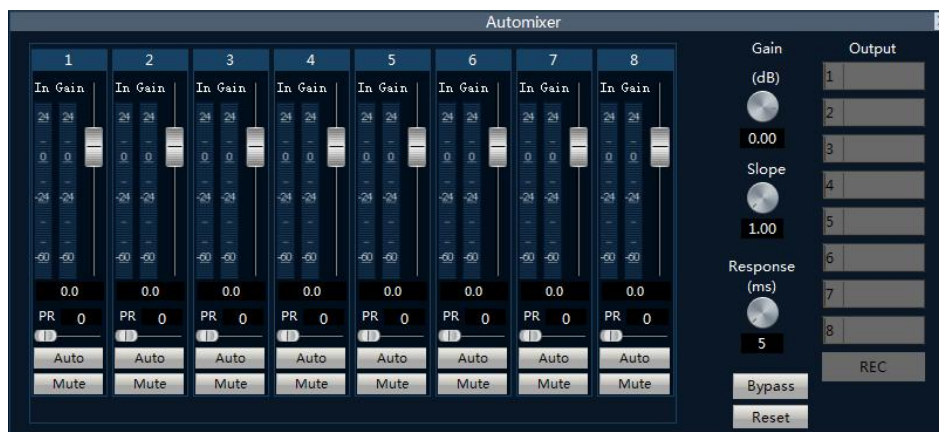 Automixer
1 2 3 4 5 6 7 8
In Gain In Gain In Gain In Gain In Gain In Gain In Gain In Gain
24 24 24 24 24 24 24 24 24 24 24 24 24 24 24 24
0 0 0 0 0 0 0 0 0 0 0 0 0 0 0 0
-24 -24 -24 -24 -24 -24 -24 -24 -24 -24 -24 -24 -24 -24 -24 -24
-60 -60 -60 -60 -60 -60 -60 -60 -60 -60 -60 -60 -60 -60 -60 -60
0.0 0.0 0.0 0.0 0.0 0.0 0.0 0.0
PR 0 PR 0 PR 0 PR 0 PR 0 PR 0 PR 0 PR 0
Auto Auto Auto Auto Auto Auto Auto Auto
Mute Mute Mute Mute Mute Mute Mute Mute
Gain
(dB)
0.00
Slope
1.00
Response
(ms)
5
Bypass
Reset
Output
1
2
3
4
5
6
7
8
REC